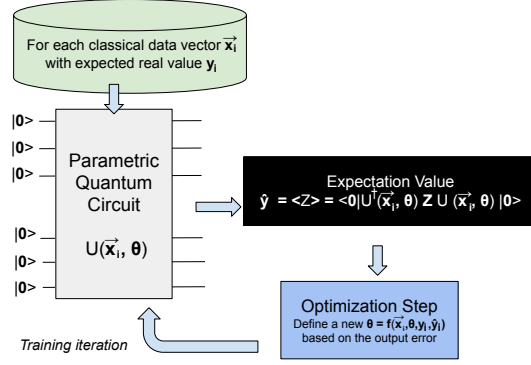 For each classical data vector x⃗ᵢ
with expected real value yᵢ
|0>
|0>
|0>
|0>
|0>
|0>
Parametric
Quantum
Circuit
U(x⃗ᵢ, θ)
Expectation Value
ŷ = <Z> = <0|U†(x⃗ᵢ, θ) Z U (x⃗ᵢ, θ) |0>
Optimization Step
Define a new θ = f(x⃗ᵢ,θ,yᵢ,ŷᵢ)
based on the output error
Training iteration